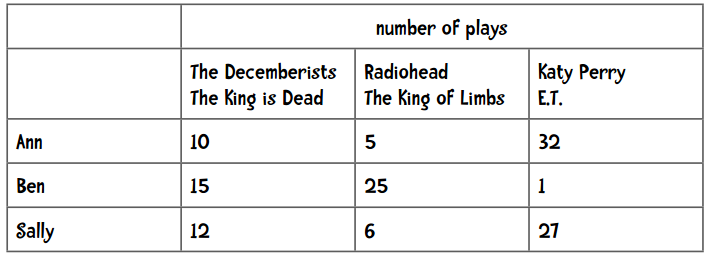 number of plays
The Decemberists Radiohead Katy Perry
The King is Dead The King of Limbs E.T.
Ann 10 5 32
Ben 15 25 1
Sally 12 6 27